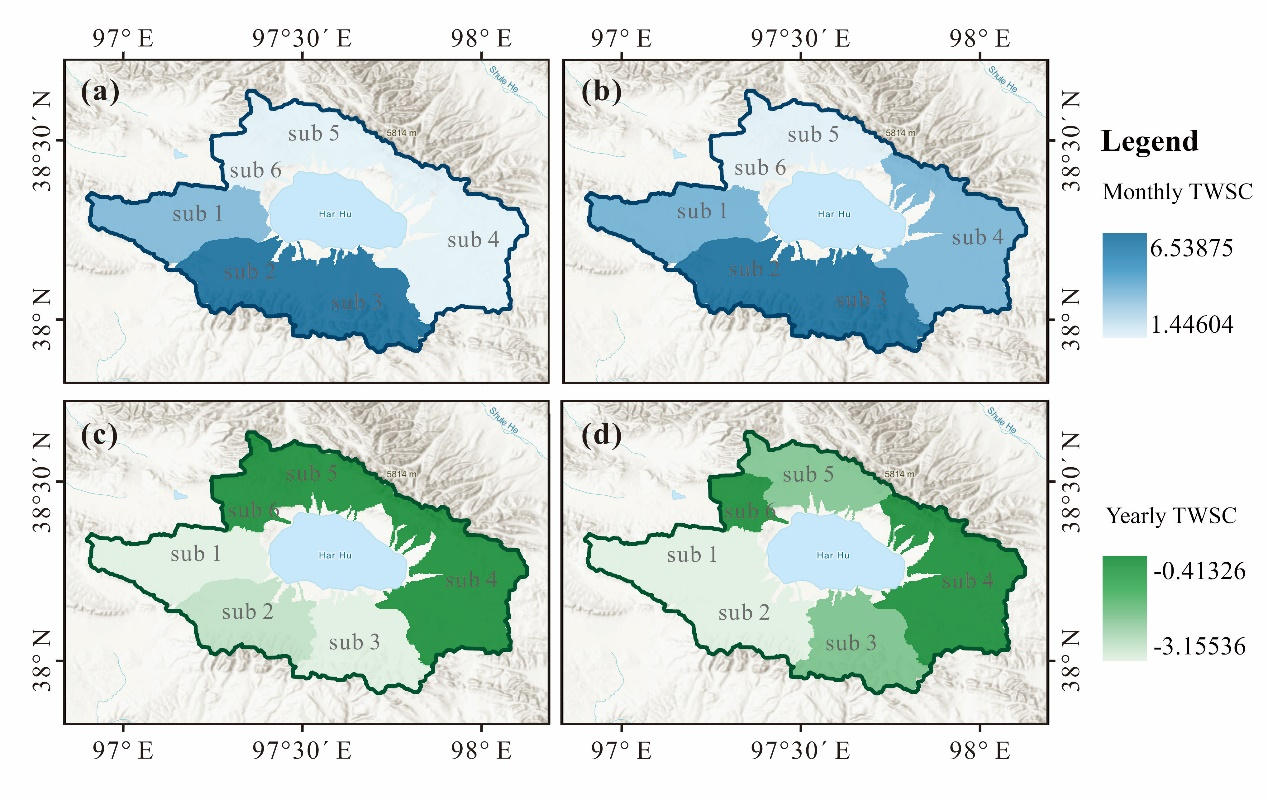 97° E 97°30′ E 98° E 97° E 97°30′ E 98° E
(a)
Shule He
38°30′ N
5814 m
sub 5
sub 6
sub 1
Har Hu
sub 4
sub 2
sub 3
38° N
(b)
Shule He
38°30′ N
5814 m
sub 5
sub 6
sub 1
Har Hu
sub 4
sub 2
sub 3
38° N
Legend
Monthly TWSC
6.53875
1.44604
(c)
Shule He
38°30′ N
5814 m
sub 5
sub 6
sub 1
Har Hu
sub 4
sub 2
sub 3
38° N
(d)
Shule He
38°30′ N
5814 m
sub 5
sub 6
sub 1
Har Hu
sub 4
sub 2
sub 3
38° N
Yearly TWSC
-0.41326
-3.15536
97° E 97°30′ E 98° E 97° E 97°30′ E 98° E